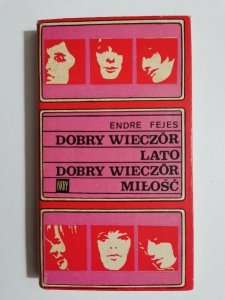 ENDRE FEJES
DOBRY WIECZÓR
LATO
DOBRY WIECZÓR
MIŁOŚĆ